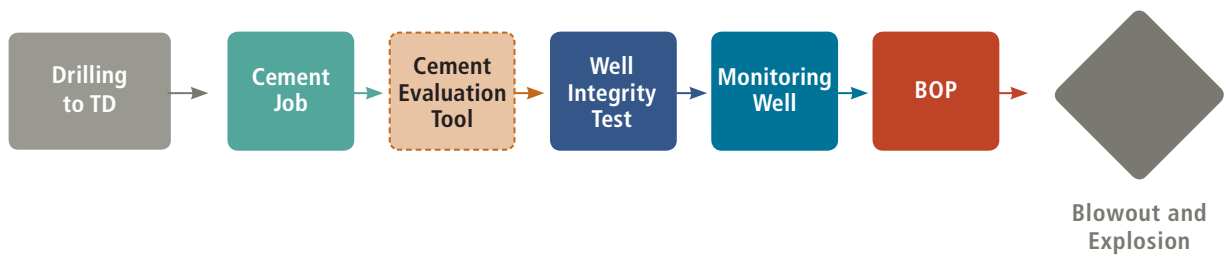 Drilling
to TD
Cement
Job
Cement
Evaluation
Tool
Well
Integrity
Test
Monitoring
Well
BOP
Blowout and
Explosion